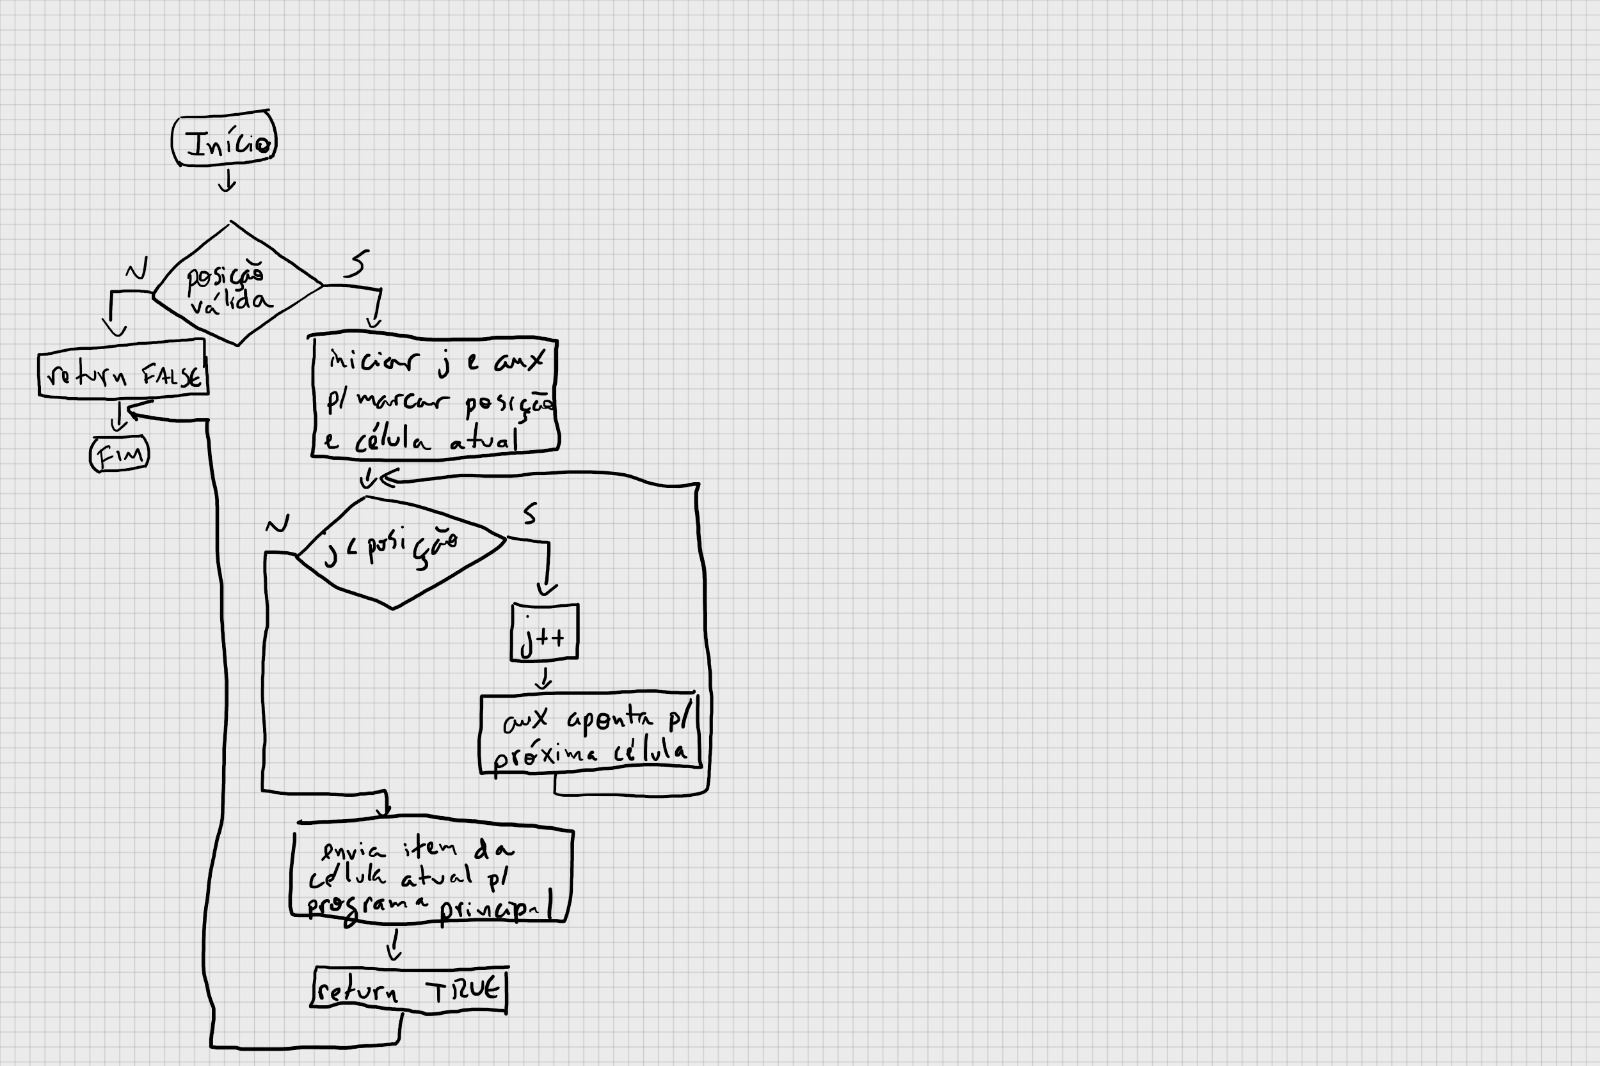 Início
posição
válida
N
S
return FALSE
FIM
iniciar j e aux
p/ marcar posição
e célula atual
j < posição
N
S
j++
aux aponta p/
próxima célula
envia item da
célula atual p/
programa principal
return TRUE